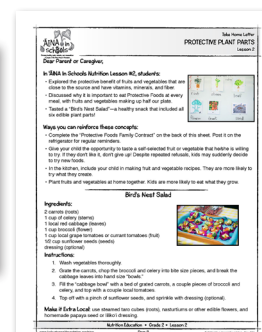 'ĀINA In
schools
Take Home Letter
PROTECTIVE PLANT PARTS
Lesson 2
Dear Parent or Caregiver,
In 'ĀINA In Schools Nutrition Lesson #2, students:
- Explored the protective benefit of fruits and vegetables that are
close to the source and have vitamins, minerals, and fiber.
- Discussed why it is important to eat Protective Foods at every
meal, with fruits and vegetables making up half our plate.
- Tasted a "Bird's Nest Salad"—a healthy snack that included all
six edible plant parts!
Ways you can reinforce these concepts:
- Complete the "Protective Foods Family Contract" on the back of this sheet. Post it on the
refrigerator for regular reminders.
- Give your child the opportunity to taste a self-selected fruit or vegetable that he/she is willing
to try. If they don't like it, don't give up! Despite repeated refusals, kids may suddenly decide
to try new foods.
- In the kitchen, include your child in making fruit and vegetable recipes. They are more likely to
try what they create.
- Plant fruits and vegetables at home together. Kids are more likely to eat what they grow.
Bird's Nest Salad
Ingredients:
2 carrots (roots)
1 cup of celery (stems)
1 local red cabbage (leaves)
1 cup broccoli (flower)
1 cup local grape tomatoes or currant tomatoes (fruit)
1/2 cup sunflower seeds (seeds)
dressing (optional)
Instructions:
1. Wash vegetables thoroughly.
2. Grate the carrots, chop the broccoli and celery into bite size pieces, and break the
cabbage leaves into hand size "bowls."
3. Fill the "cabbage bowl" with a bed of grated carrots, a couple pieces of broccoli and
celery, and top with a couple local tomatoes.
4. Top off with a pinch of sunflower seeds, and sprinkle with dressing (optional).
Make it Extra Local! use steamed taro cubes (roots), nasturtiums or other edible flowers, and
homemade papaya seed or lilikoi dressing.
Nutrition Education • Grade 2 • Lesson 2